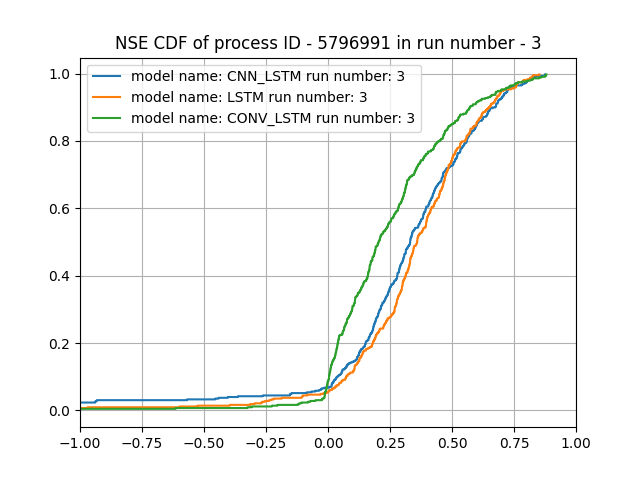 NSE CDF of process ID - 5796991 in run number - 3
model name: CNN_LSTM run number: 3
model name: LSTM run number: 3
model name: CONV_LSTM run number: 3
1.0
0.8
0.6
0.4
0.2
0.0
−1.00 −0.75 −0.50 −0.25 0.00 0.25 0.50 0.75 1.00